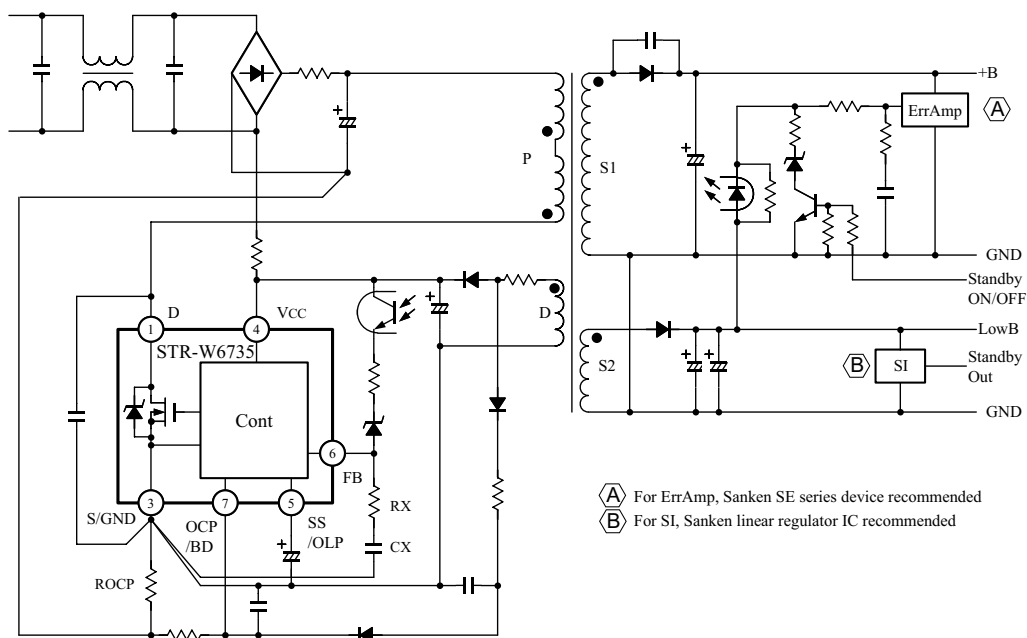 +B
ErrAmp
A
P
S1
GND
Standby
ON/OFF
D
D
VCC
1
4
STR-W6735
LowB
S2
B
SI
Standby
Out
GND
Cont
6
FB
3
7
5
S/GND
OCP
/BD
SS
/OLP
RX
CX
ROCP
+
+
+
+
+
+
A For ErrAmp, Sanken SE series device recommended
B For SI, Sanken linear regulator IC recommended